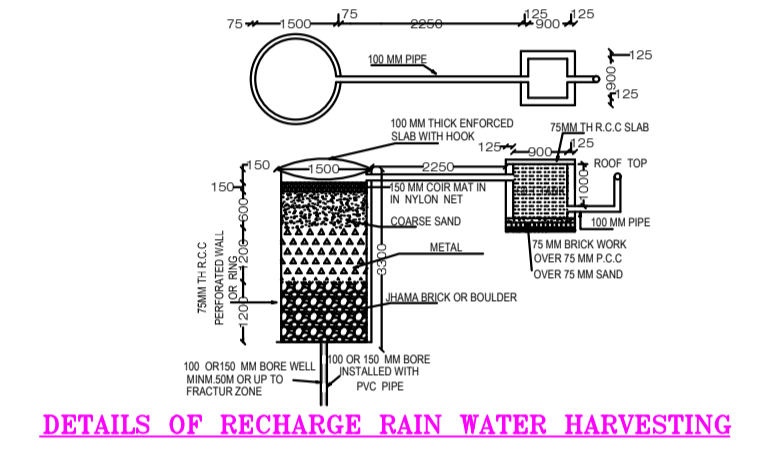 75 1500 75 2250 125 900 125
100 MM PIPE
125
900
125
100 MM THICK ENFORCED
SLAB WITH HOOK
75MM TH R.C.C SLAB
125 900 125
150 1500 2250
ROOF TOP
1000
150
150 MM COIR MAT IN
IN NYLON NET
600
COARSE SAND
100 MM PIPE
1200
METAL
75 MM BRICK WORK
OVER 75 MM P.C.C
OVER 75 MM SAND
3300
75MM TH R.C.C
PERFORATED WALL
OR RING
1200
JHAMA BRICK OR BOULDER
100 OR150 MM BORE WELL
MINM.50M OR UP TO
FRACTUR ZONE
100 OR 150 MM BORE
INSTALLED WITH
PVC PIPE
DETAILS OF RECHARGE RAIN WATER HARVESTING